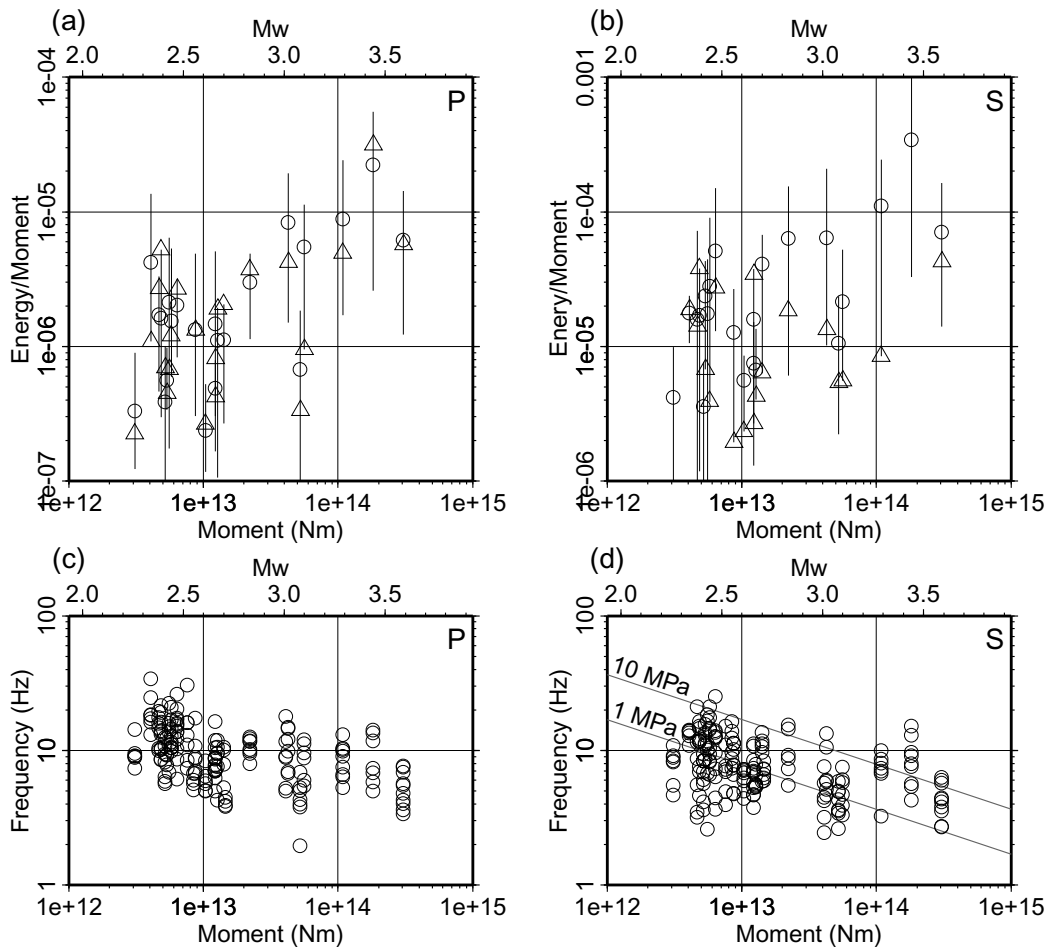 (a)
Mw
2.0 2.5 3.0 3.5
1e-04
1e-05
1e-06
1e-07
Energy/Moment
P
1e+12 1e+13 1e+14 1e+15
Moment (Nm)
(b)
Mw
2.0 2.5 3.0 3.5
0.001
1e-04
1e-05
1e-06
Enery/Moment
S
1e+12 1e+13 1e+14 1e+15
Moment (Nm)
(c)
Mw
2.0 2.5 3.0 3.5
100
10
1
Frequency (Hz)
P
1e+12 1e+13 1e+14 1e+15
Moment (Nm)
(d)
Mw
2.0 2.5 3.0 3.5
100
10
1
Frequency (Hz)
S
10 MPa
1 MPa
1e+12 1e+13 1e+14 1e+15
Moment (Nm)